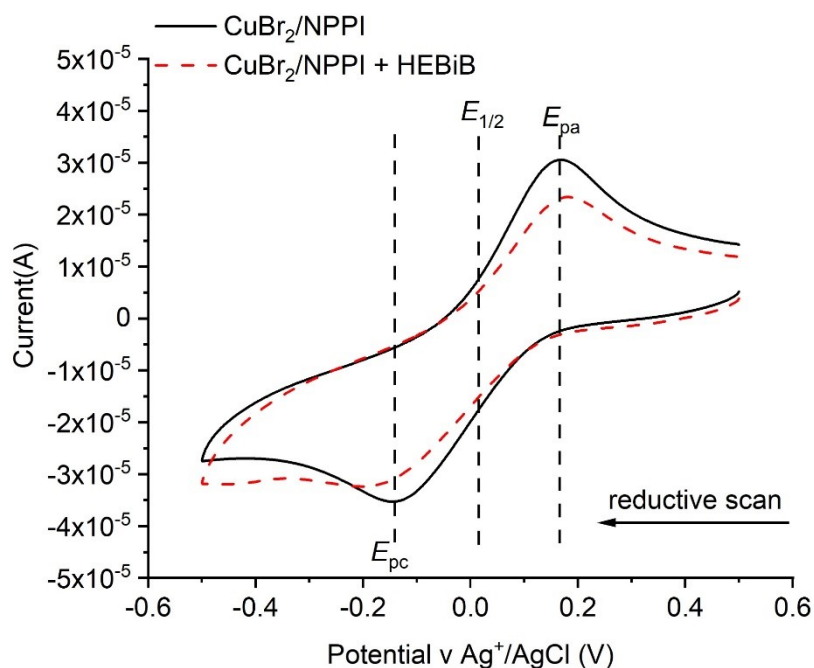 CuBr₂/NPPI
CuBr₂/NPPI + HEBiB
5x10⁻⁵
4x10⁻⁵
3x10⁻⁵
2x10⁻⁵
1x10⁻⁵
0
-1x10⁻⁵
-2x10⁻⁵
-3x10⁻⁵
-4x10⁻⁵
-5x10⁻⁵
Current(A)
E₁/₂
Eₚₐ
reductive scan
E_pc
-0.6
-0.4
-0.2
0.0
0.2
0.4
0.6
Potential v Ag⁺/AgCl (V)